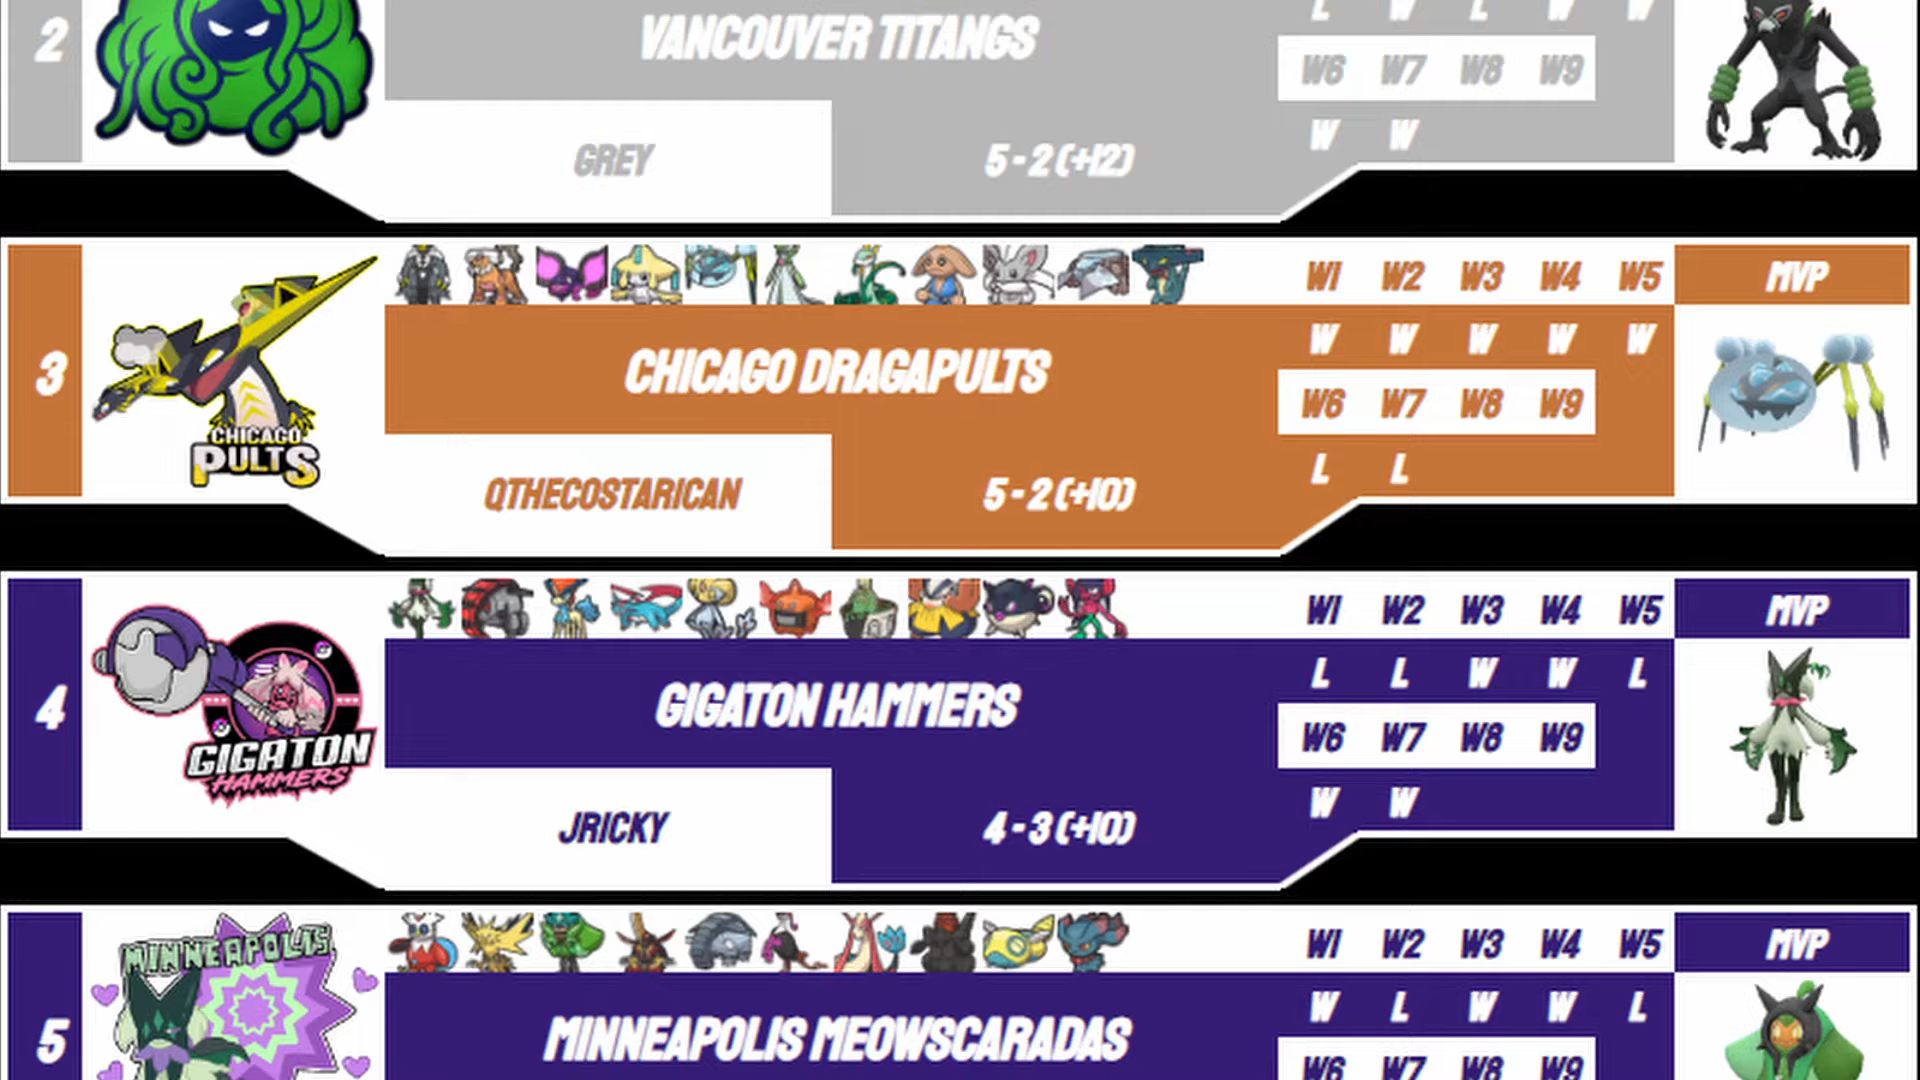 2
VANCOUVER TITANGS
L W L W W
W6 W7 W8 W9
W W
GREY
5 - 2 (+12)
3
CHICAGO
PULTS
CHICAGO DRAGAPULTS
QTHECOSTARICAN
5 - 2 (+10)
W1 W2 W3 W4 W5
W W W W W
W6 W7 W8 W9
L L
MVP
4
GIGATON
HAMMERS
GIGATON HAMMERS
JRICKY
4 - 3 (+10)
W1 W2 W3 W4 W5
L L W W L
W6 W7 W8 W9
W W
MVP
5
MINNEAPOLIS
MINNEAPOLIS MEOWSCARADAS
W1 W2 W3 W4 W5
W L W W L
W6 W7 W8 W9
MVP